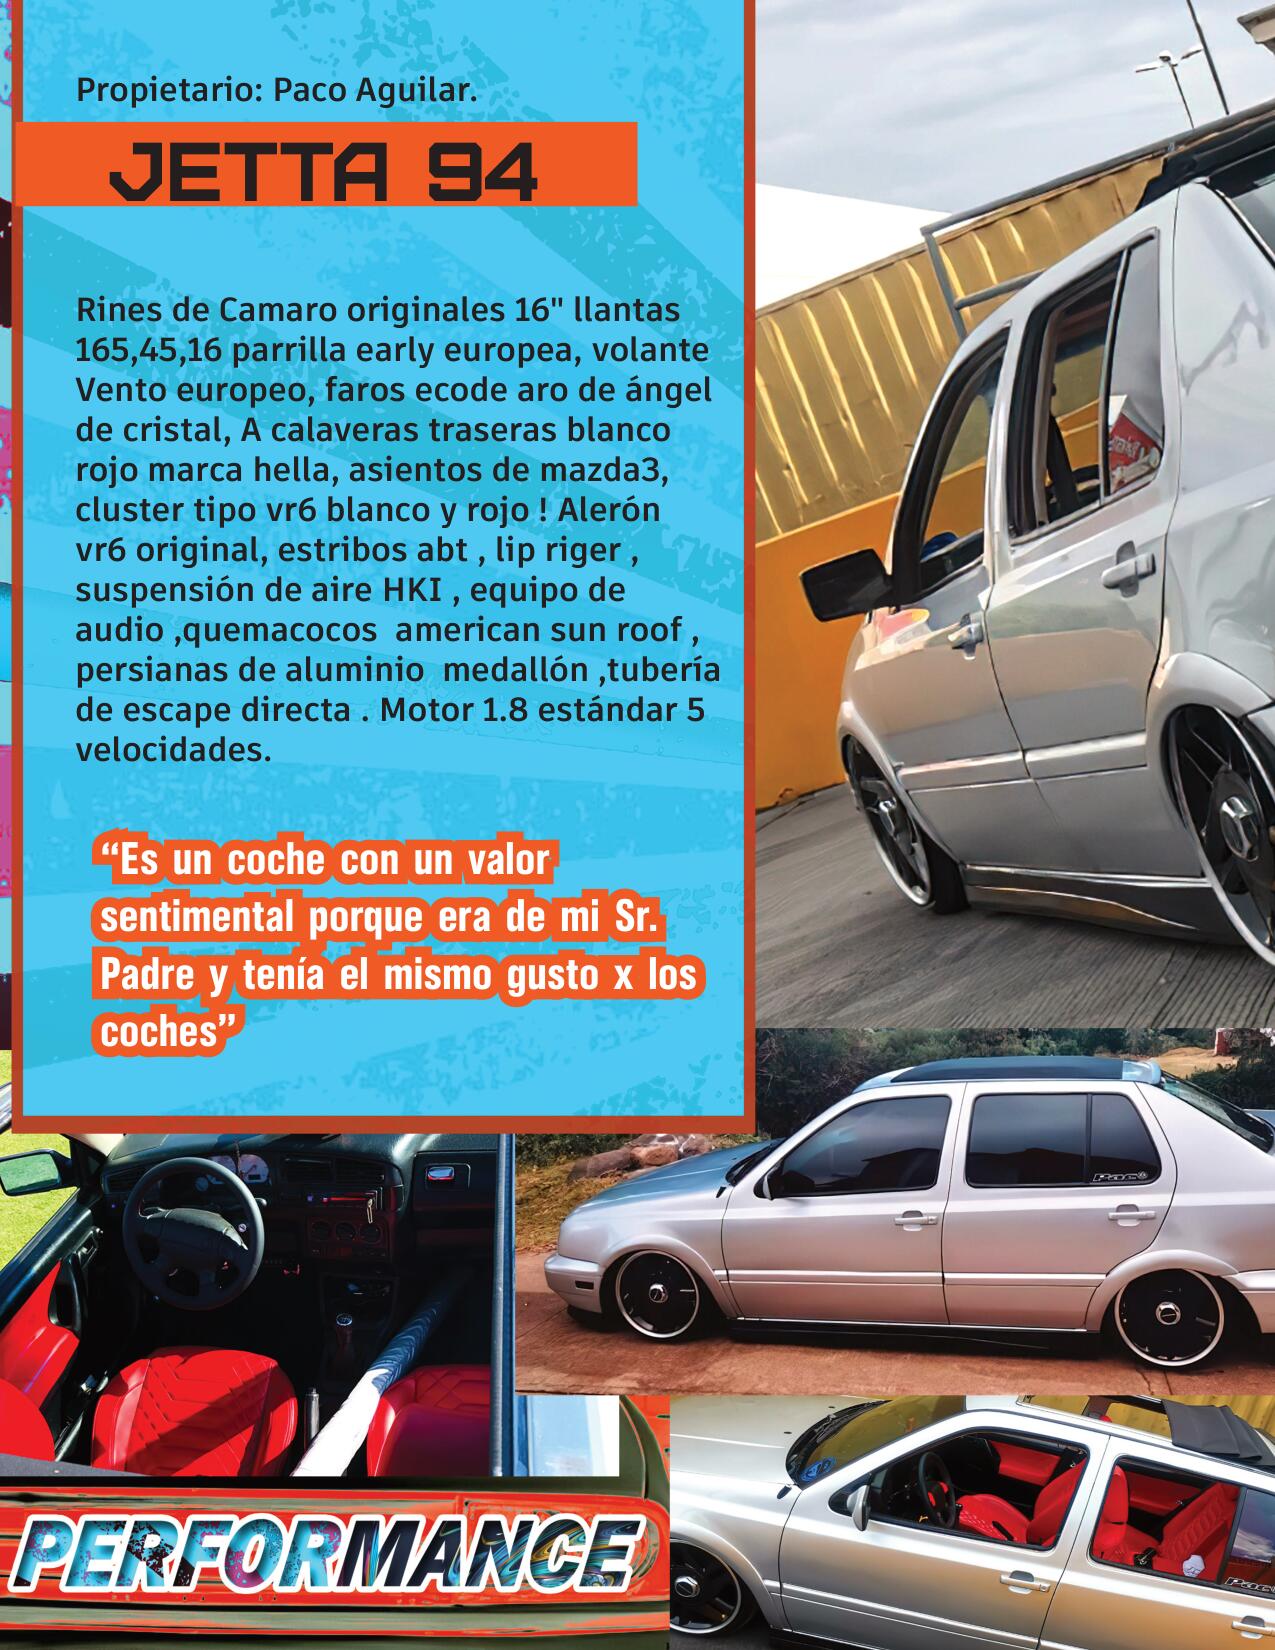 Propietario: Paco Aguilar.
JETTA 94
Rines de Camaro originales 16" llantas
165,45,16 parrilla early europea, volante
Vento europeo, faros ecode aro de ángel
de cristal, A calaveras traseras blanco
rojo marca hella, asientos de mazda3,
cluster tipo vr6 blanco y rojo ! Alerón
vr6 original, estribos abt , lip riger ,
suspensión de aire HKI , equipo de
audio ,quemacocos  american sun roof ,
persianas de aluminio  medallón ,tubería
de escape directa . Motor 1.8 estándar 5
velocidades.
“Es un coche con un valor
sentimental porque era de mi Sr.
Padre y tenía el mismo gusto x los
coches”
PERFORMANCE